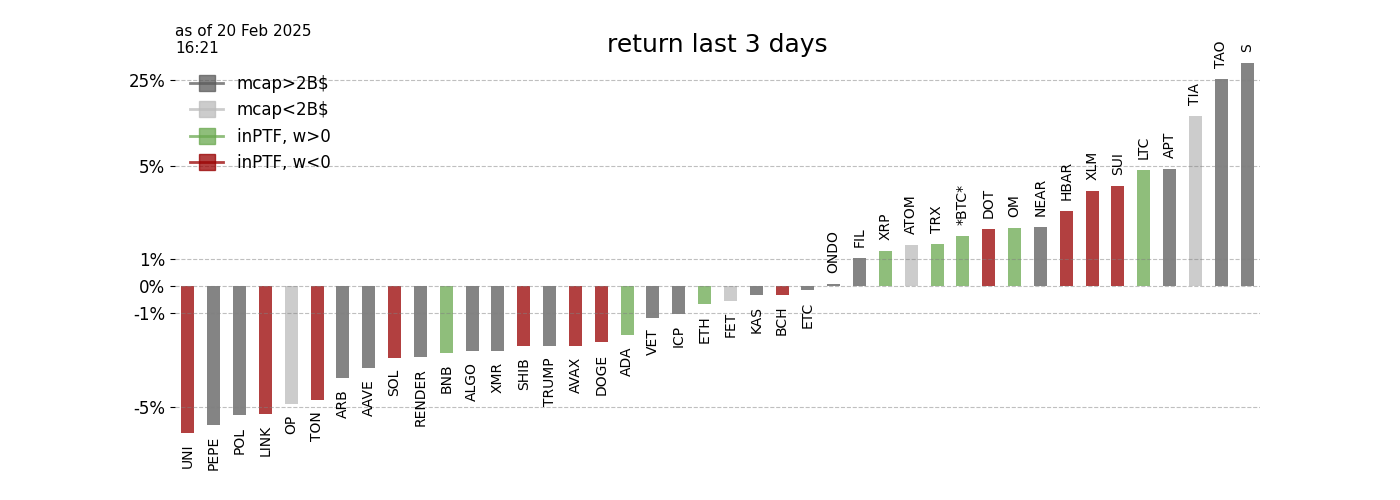 as of 20 Feb 2025
16:21
return last 3 days
mcap>2B$
mcap<2B$
inPTF, w>0
inPTF, w<0
25%
5%
1%
0%
-1%
-5%
UNI
PEPE
POL
LINK
OP
TON
ARB
AAVE
SOL
RENDER
BNB
ALGO
XMR
SHIB
TRUMP
AVAX
DOGE
ADA
VET
ICP
ETH
FET
KAS
BCH
ETC
ONDO
FIL
XRP
ATOM
TRX
*BTC*
DOT
OM
NEAR
HBAR
XLM
SUI
LTC
APT
TIA
TAO
S